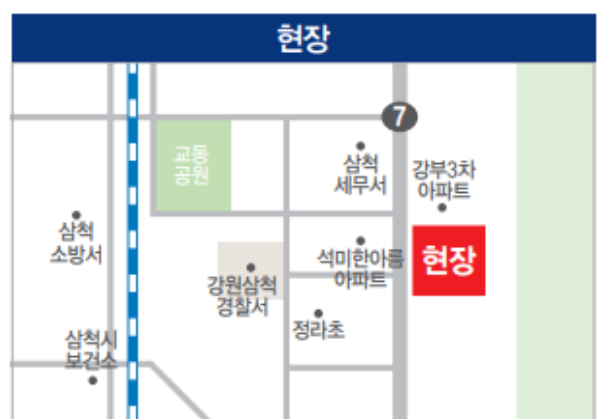 현장
7
교동
공원
삼척
세무서
강부3차
아파트
삼척
소방서
석미한아름
아파트
현장
강원삼척
경찰서
정라초
삼척시
보건소